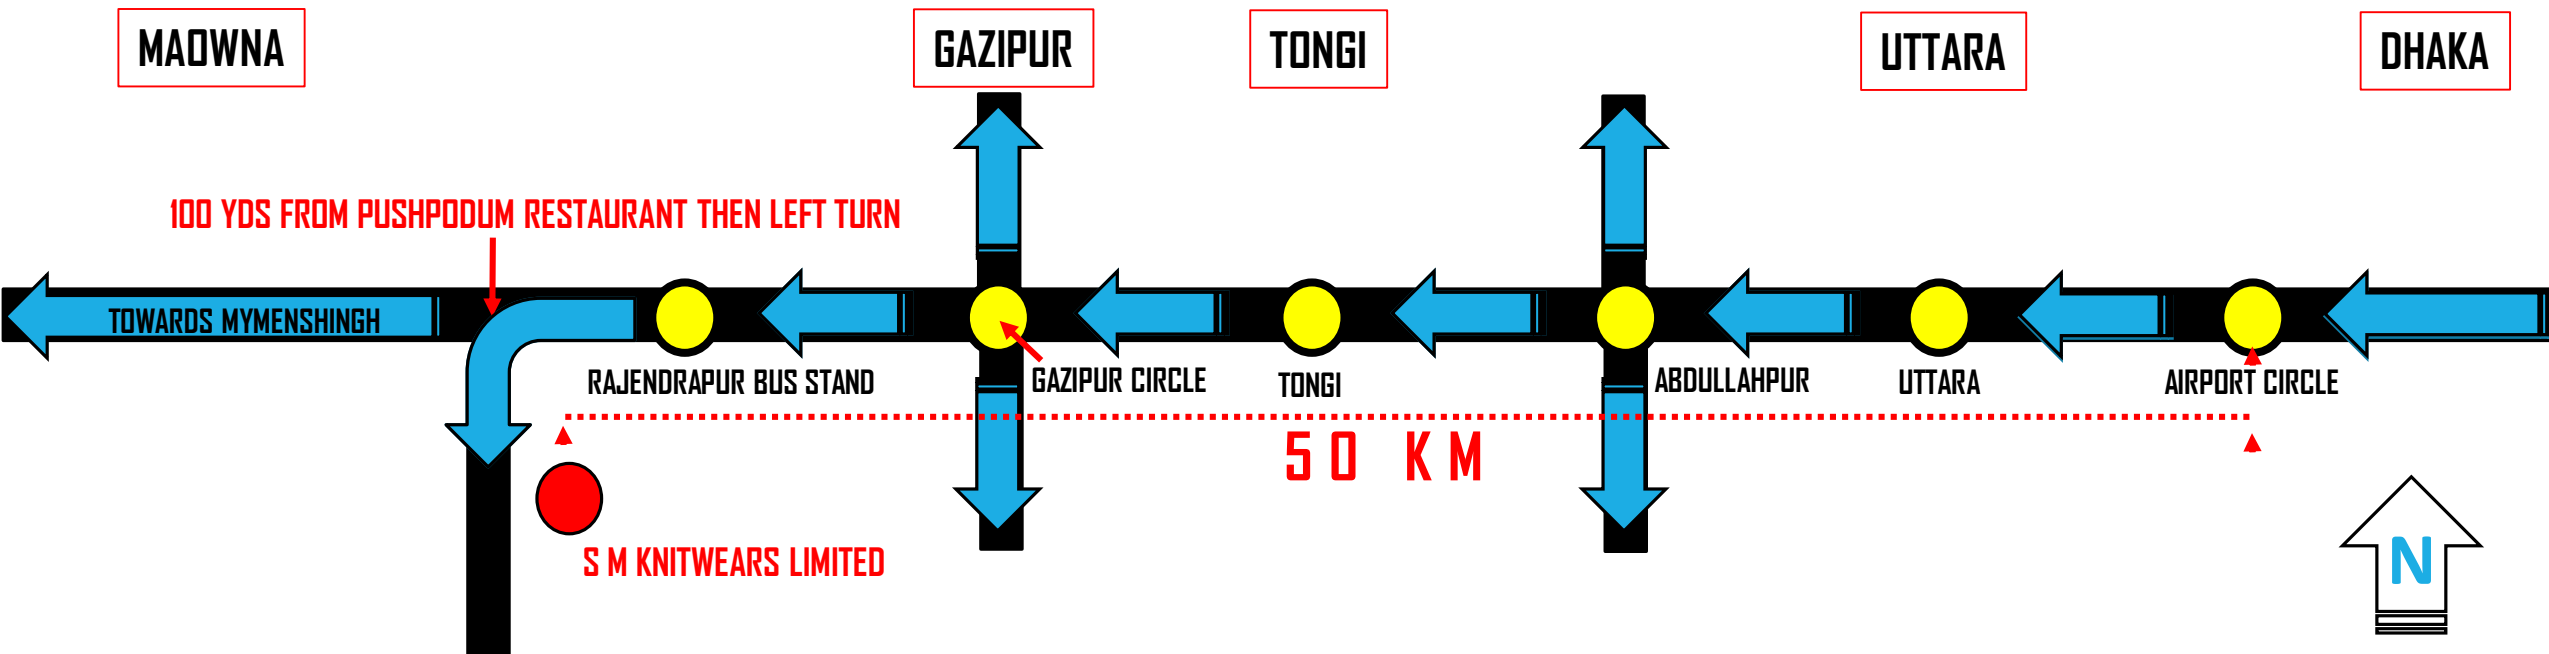 MAOWNA
GAZIPUR
TONGI
UTTARA
DHAKA
100 YDS FROM PUSHPODUM RESTAURANT THEN LEFT TURN
TOWARDS MYMENSHINGH
RAJENDRAPUR BUS STAND
GAZIPUR CIRCLE
TONGI
ABDULLAHPUR
UTTARA
AIRPORT CIRCLE
50 KM
S M KNITWEARS LIMITED
N